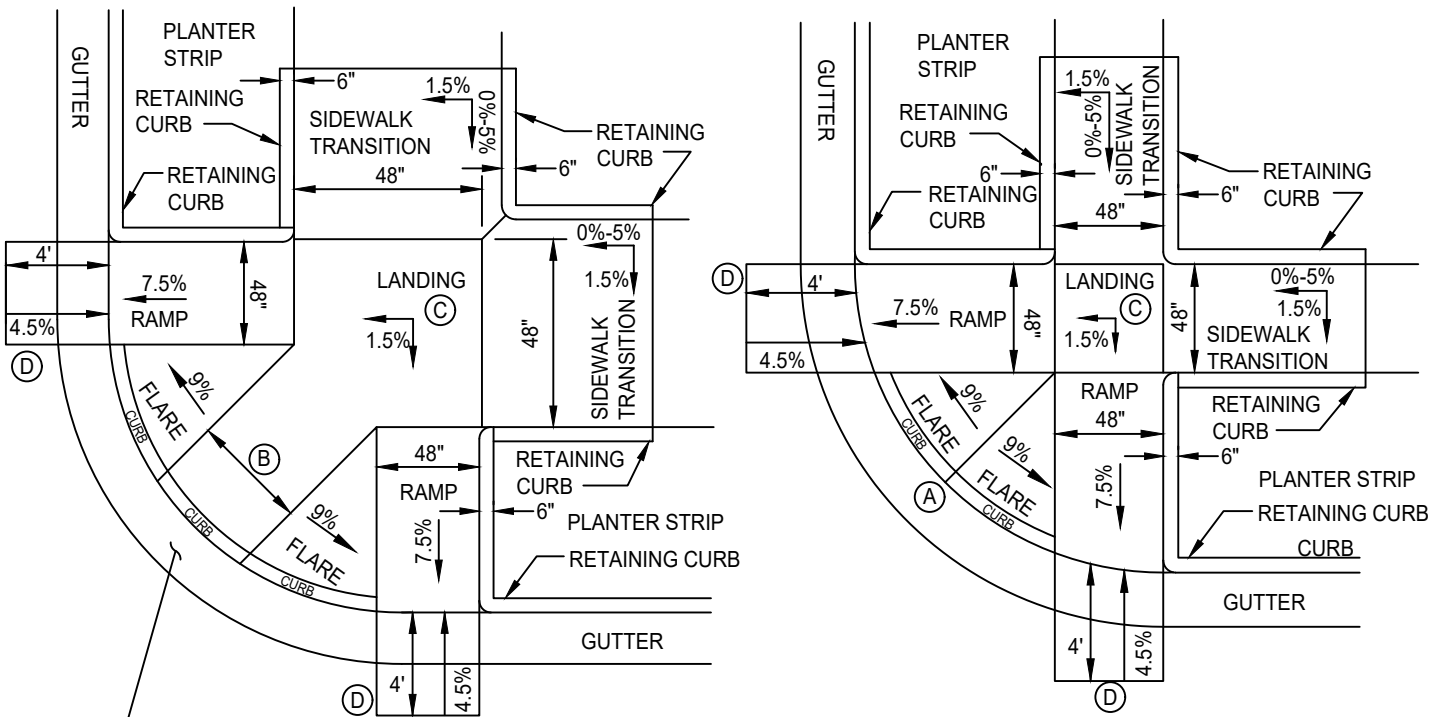 GUTTER
PLANTER
STRIP
6"
RETAINING
CURB
RETAINING
CURB
SIDEWALK
TRANSITION
1.5%
0%-5%
48"
RETAINING
CURB
6"
4'
7.5%
RAMP
48"
4.5%
D
LANDING
C
1.5%
48"
0%-5%
1.5%
SIDEWALK
TRANSITION
9%
FLARE
CURB
B
CURB
9%
FLARE
CURB
48"
RAMP
7.5%
RETAINING
CURB
6"
PLANTER STRIP
RETAINING CURB
GUTTER
4'
4.5%
D
GUTTER
PLANTER
STRIP
RETAINING
CURB
6"
RETAINING
CURB
1.5%
0%-5%
SIDEWALK
TRANSITION
48"
6"
RETAINING
CURB
D
4'
7.5%
RAMP
48"
4.5%
LANDING
C
1.5%
48"
0%-5%
1.5%
SIDEWALK
TRANSITION
9%
FLARE
CURB
A
9%
FLARE
CURB
RAMP
48"
7.5%
6"
RETAINING
CURB
PLANTER STRIP
RETAINING CURB
CURB
GUTTER
4'
4.5%
D